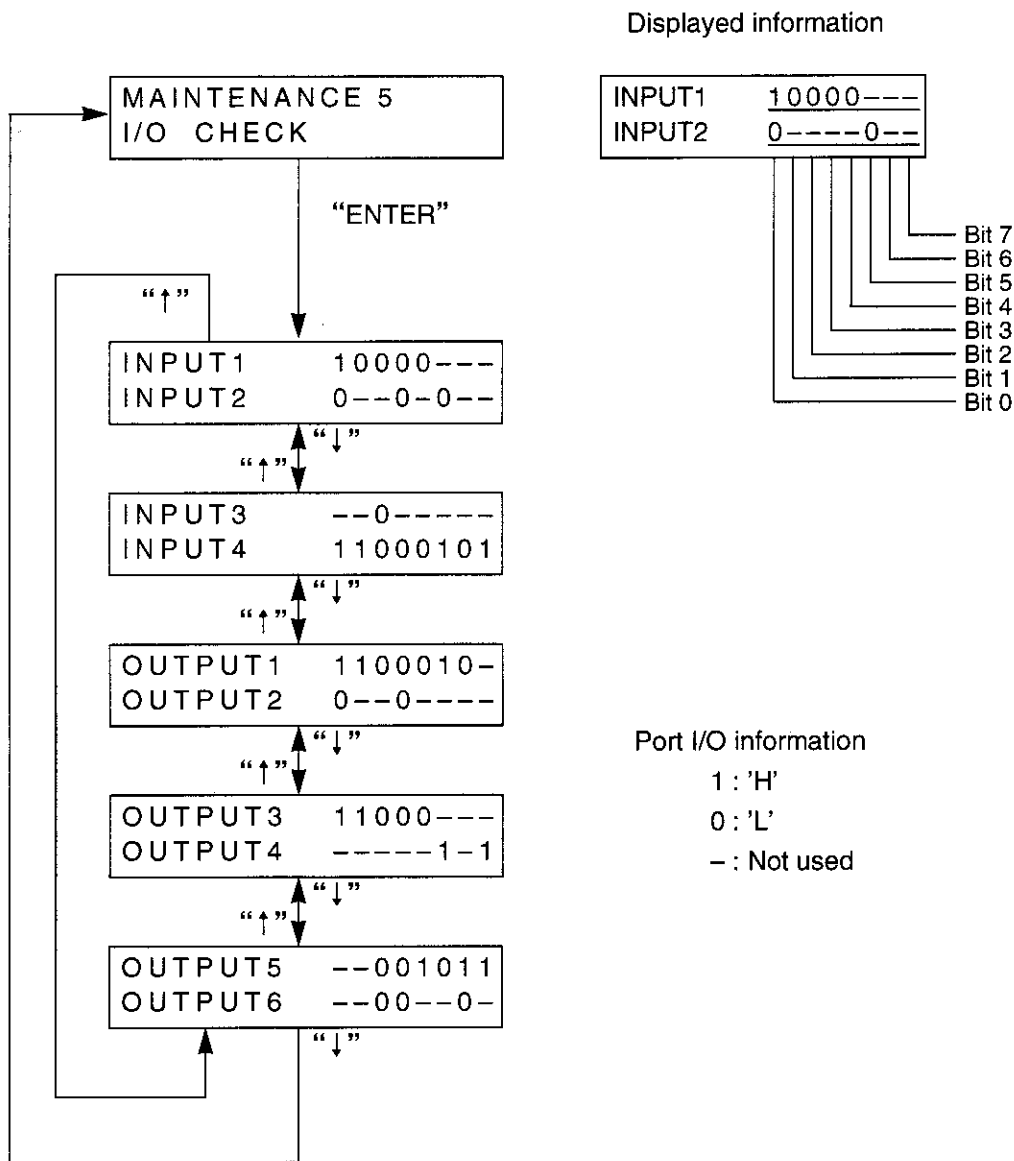 Displayed information
MAINTENANCE 5
I/O CHECK
INPUT1 10000---
INPUT2 0----0--
"ENTER"
Bit 7
Bit 6
Bit 5
Bit 4
Bit 3
Bit 2
Bit 1
Bit 0
“↑”
INPUT1 10000---
INPUT2 0--0-0--
“↓”
“↑”
INPUT3 --0-----
INPUT4 11000101
“↓”
“↑”
OUTPUT1 1100010-
OUTPUT2 0--0----
“↓”
“↑”
Port I/O information
1 : 'H'
0 : 'L'
– : Not used
OUTPUT3 11000---
OUTPUT4 -----1-1
“↓”
“↑”
OUTPUT5 --001011
OUTPUT6 --00--0-
“↓”